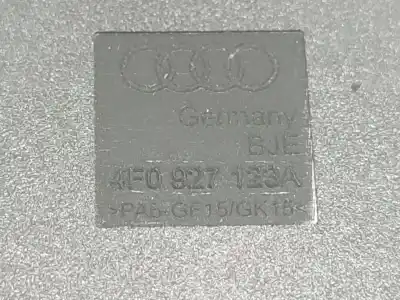 Germany
BJE
4F0 927 123A
>PA6-GF15/GK15<